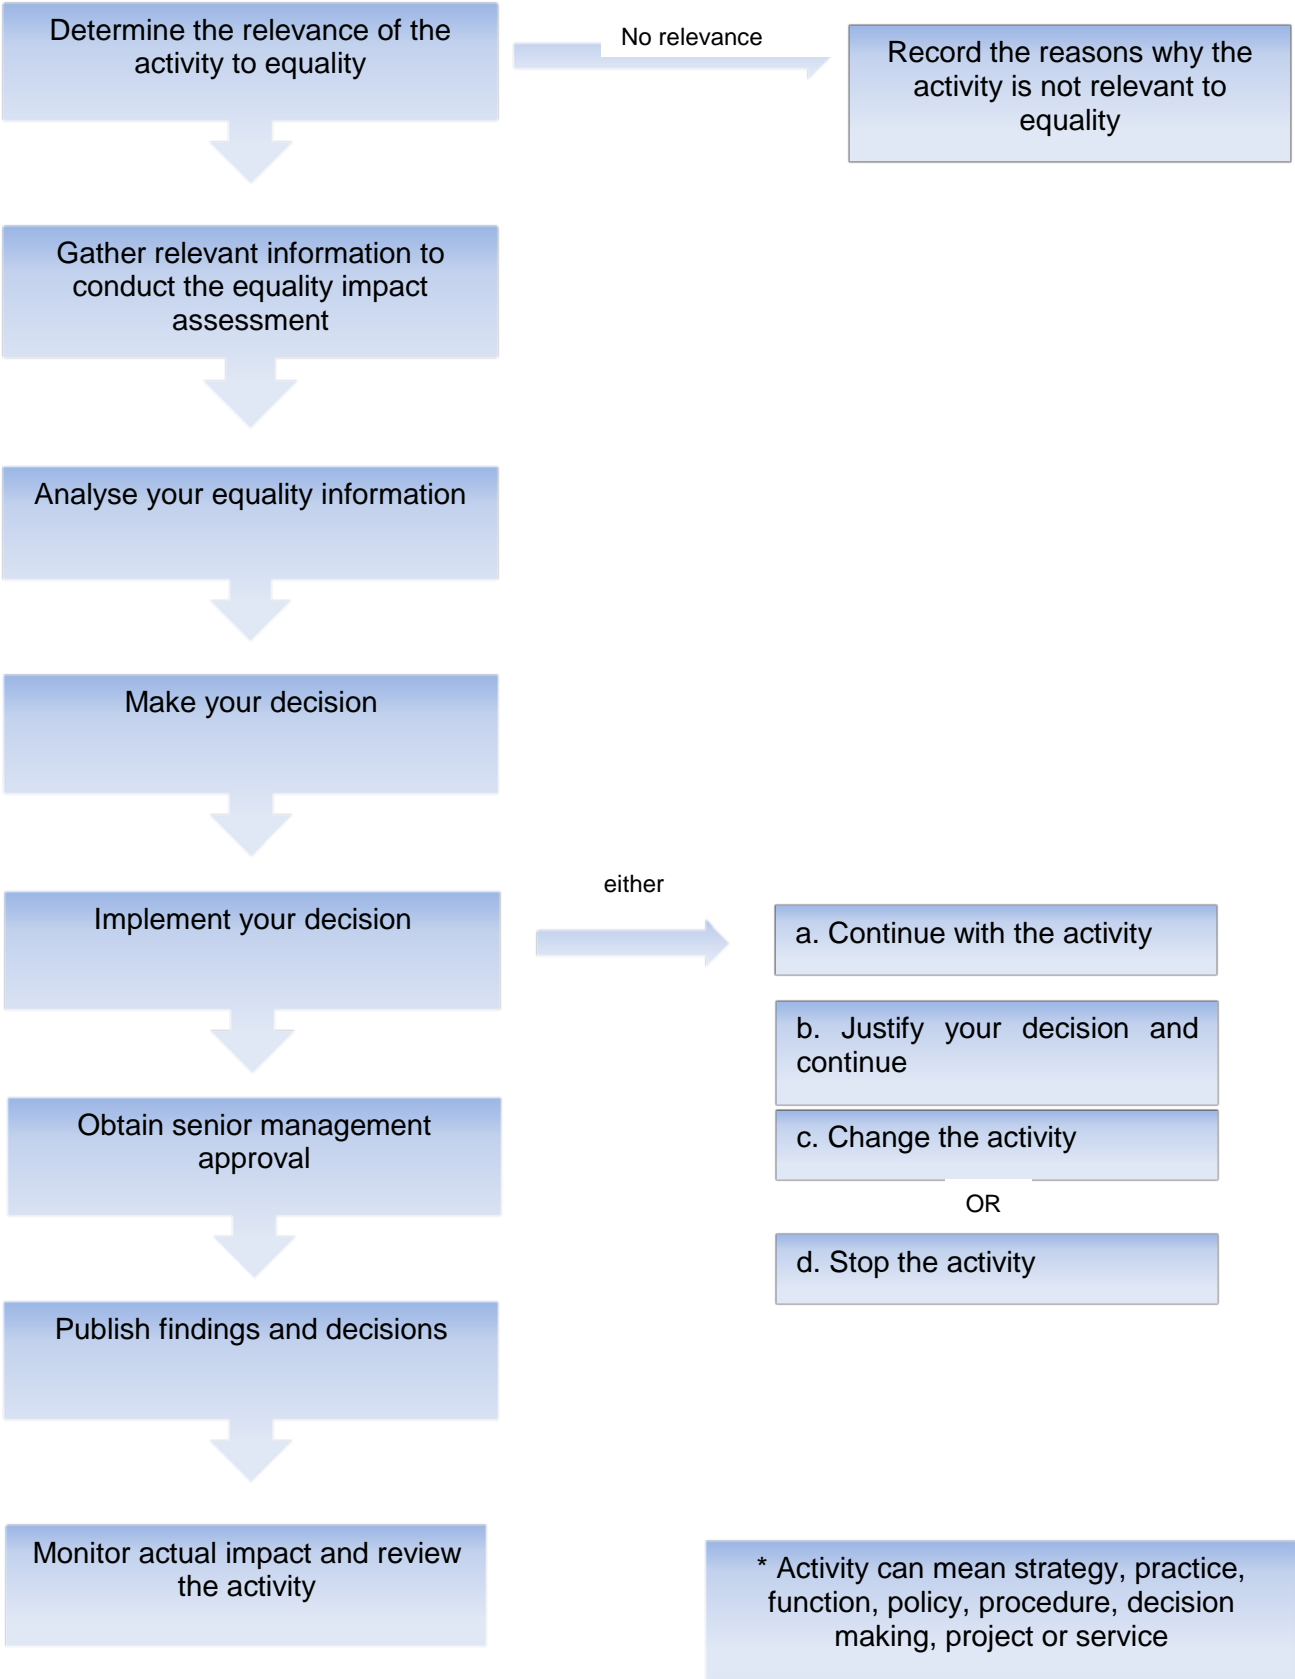 Determine the relevance of the
activity to equality
No relevance
Record the reasons why the
activity is not relevant to
equality
Gather relevant information to
conduct the equality impact
assessment
Analyse your equality information
Make your decision
Implement your decision
either
a. Continue with the activity
b. Justify your decision and
continue
c. Change the activity
OR
d. Stop the activity
Obtain senior management
approval
Publish findings and decisions
Monitor actual impact and review
the activity
* Activity can mean strategy, practice,
function, policy, procedure, decision
making, project or service